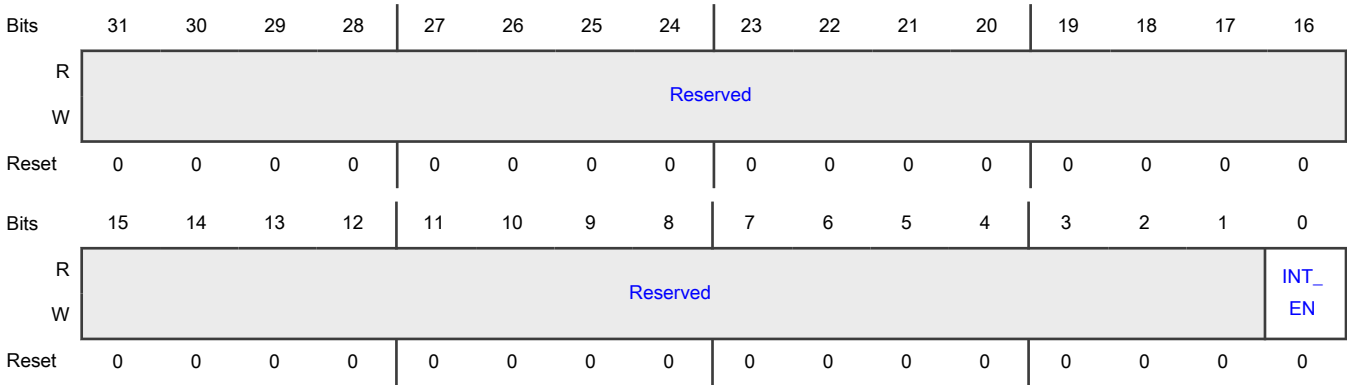 Bits 31 30 29 28 27 26 25 24 23 22 21 20 19 18 17 16
R
Reserved
W
Reset 0 0 0 0 0 0 0 0 0 0 0 0 0 0 0 0
Bits 15 14 13 12 11 10 9 8 7 6 5 4 3 2 1 0
R
Reserved
INT_
EN
W
Reset 0 0 0 0 0 0 0 0 0 0 0 0 0 0 0 0